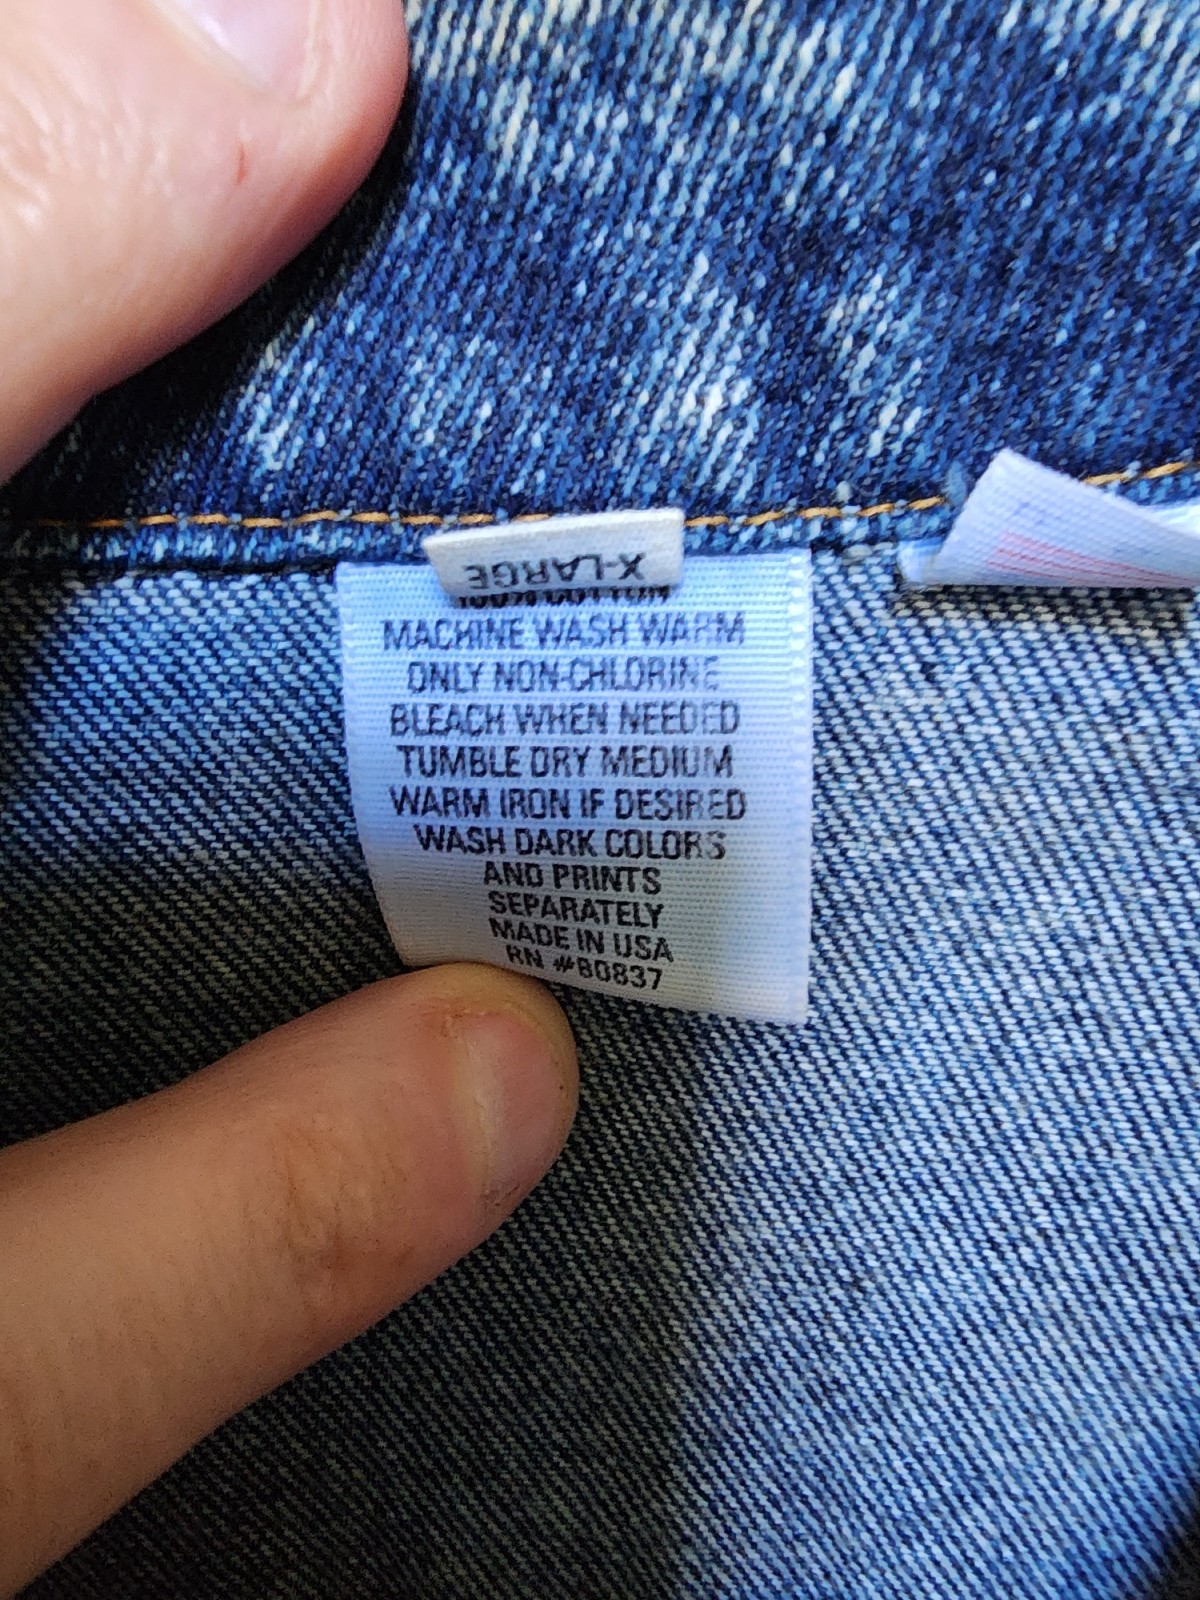 X-LARGE
MACHINE WASH WARM
ONLY NON-CHLORINE
BLEACH WHEN NEEDED
TUMBLE DRY MEDIUM
WARM IRON IF DESIRED
WASH DARK COLORS
AND PRINTS
SEPARATELY
MADE IN USA
RN #80837